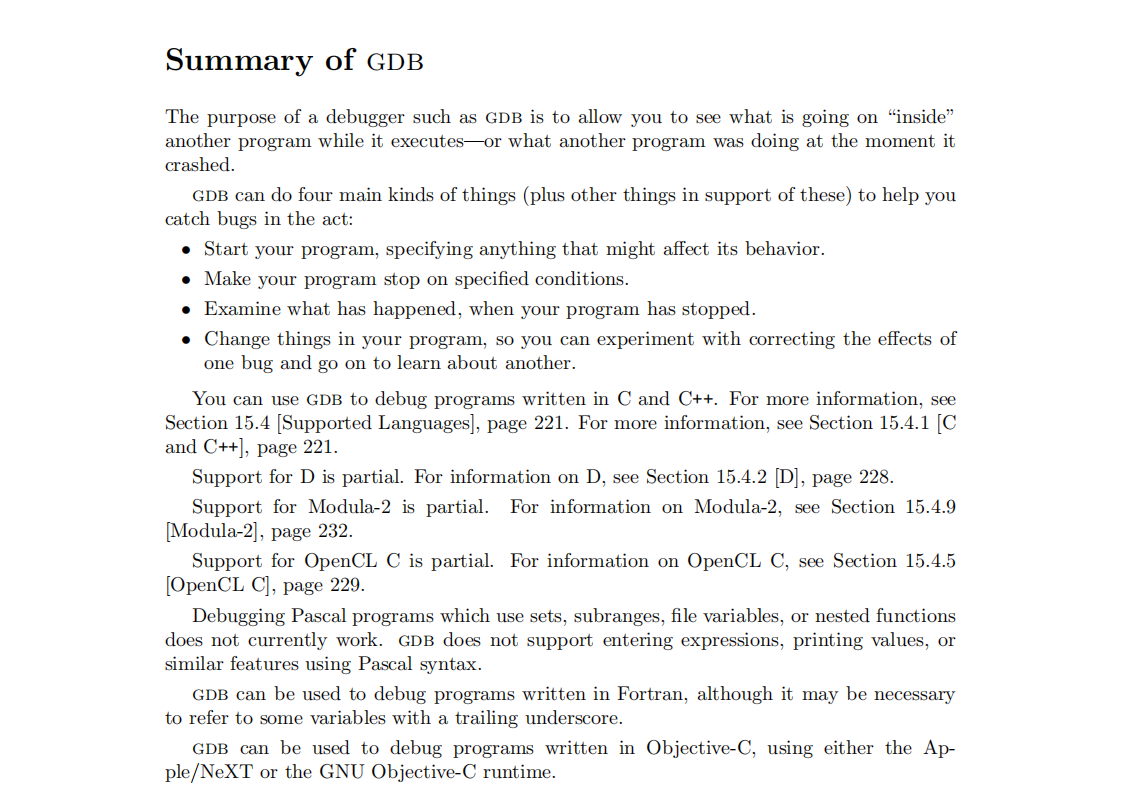 Summary of GDB
The purpose of a debugger such as GDB is to allow you to see what is going on “inside”
another program while it executes—or what another program was doing at the moment it
crashed.
GDB can do four main kinds of things (plus other things in support of these) to help you
catch bugs in the act:
• Start your program, specifying anything that might affect its behavior.
• Make your program stop on specified conditions.
• Examine what has happened, when your program has stopped.
• Change things in your program, so you can experiment with correcting the effects of
one bug and go on to learn about another.
You can use GDB to debug programs written in C and C++. For more information, see
Section 15.4 [Supported Languages], page 221. For more information, see Section 15.4.1 [C
and C++], page 221.
Support for D is partial. For information on D, see Section 15.4.2 [D], page 228.
Support for Modula-2 is partial. For information on Modula-2, see Section 15.4.9
[Modula-2], page 232.
Support for OpenCL C is partial. For information on OpenCL C, see Section 15.4.5
[OpenCL C], page 229.
Debugging Pascal programs which use sets, subranges, file variables, or nested functions
does not currently work. GDB does not support entering expressions, printing values, or
similar features using Pascal syntax.
GDB can be used to debug programs written in Fortran, although it may be necessary
to refer to some variables with a trailing underscore.
GDB can be used to debug programs written in Objective-C, using either the Ap-
ple/NeXT or the GNU Objective-C runtime.